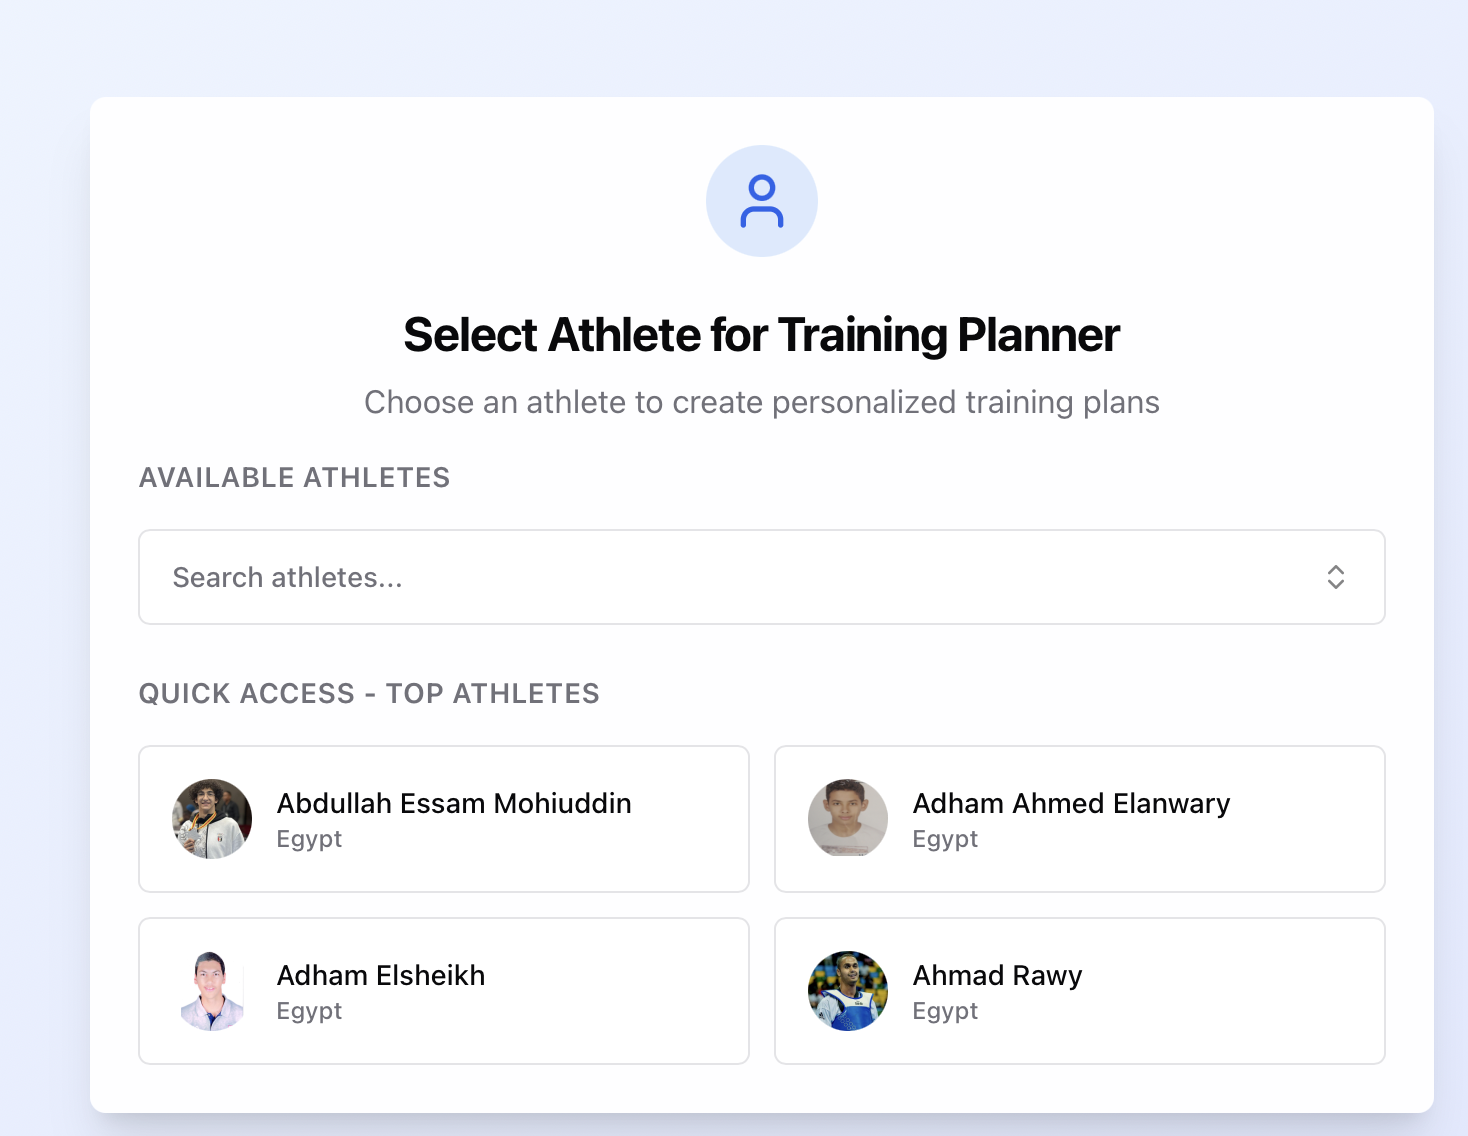 Select Athlete for Training Planner
Choose an athlete to create personalized training plans
AVAILABLE ATHLETES
Search athletes...
QUICK ACCESS - TOP ATHLETES
Abdullah Essam Mohiuddin
Egypt
Adham Ahmed Elanwary
Egypt
Adham Elsheikh
Egypt
Ahmad Rawy
Egypt